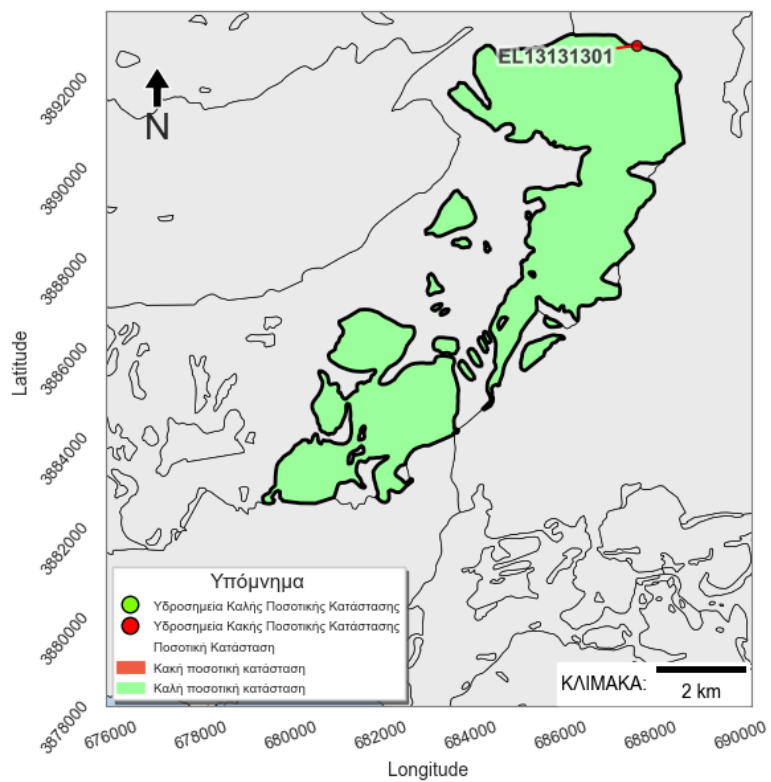 EL13131301
N
3892000
3890000
3888000
3886000
3884000
3882000
3880000
3878000
Latitude
Υπόμνημα
Υδροσημεία Καλής Ποσοτικής Κατάστασης
Υδροσημεία Κακής Ποσοτικής Κατάστασης
Ποσοτική Κατάσταση
Κακή ποσοτική κατάσταση
Καλή ποσοτική κατάσταση
ΚΛΙΜΑΚΑ:
2 km
676000 678000 680000 682000 684000 686000 688000 690000
Longitude